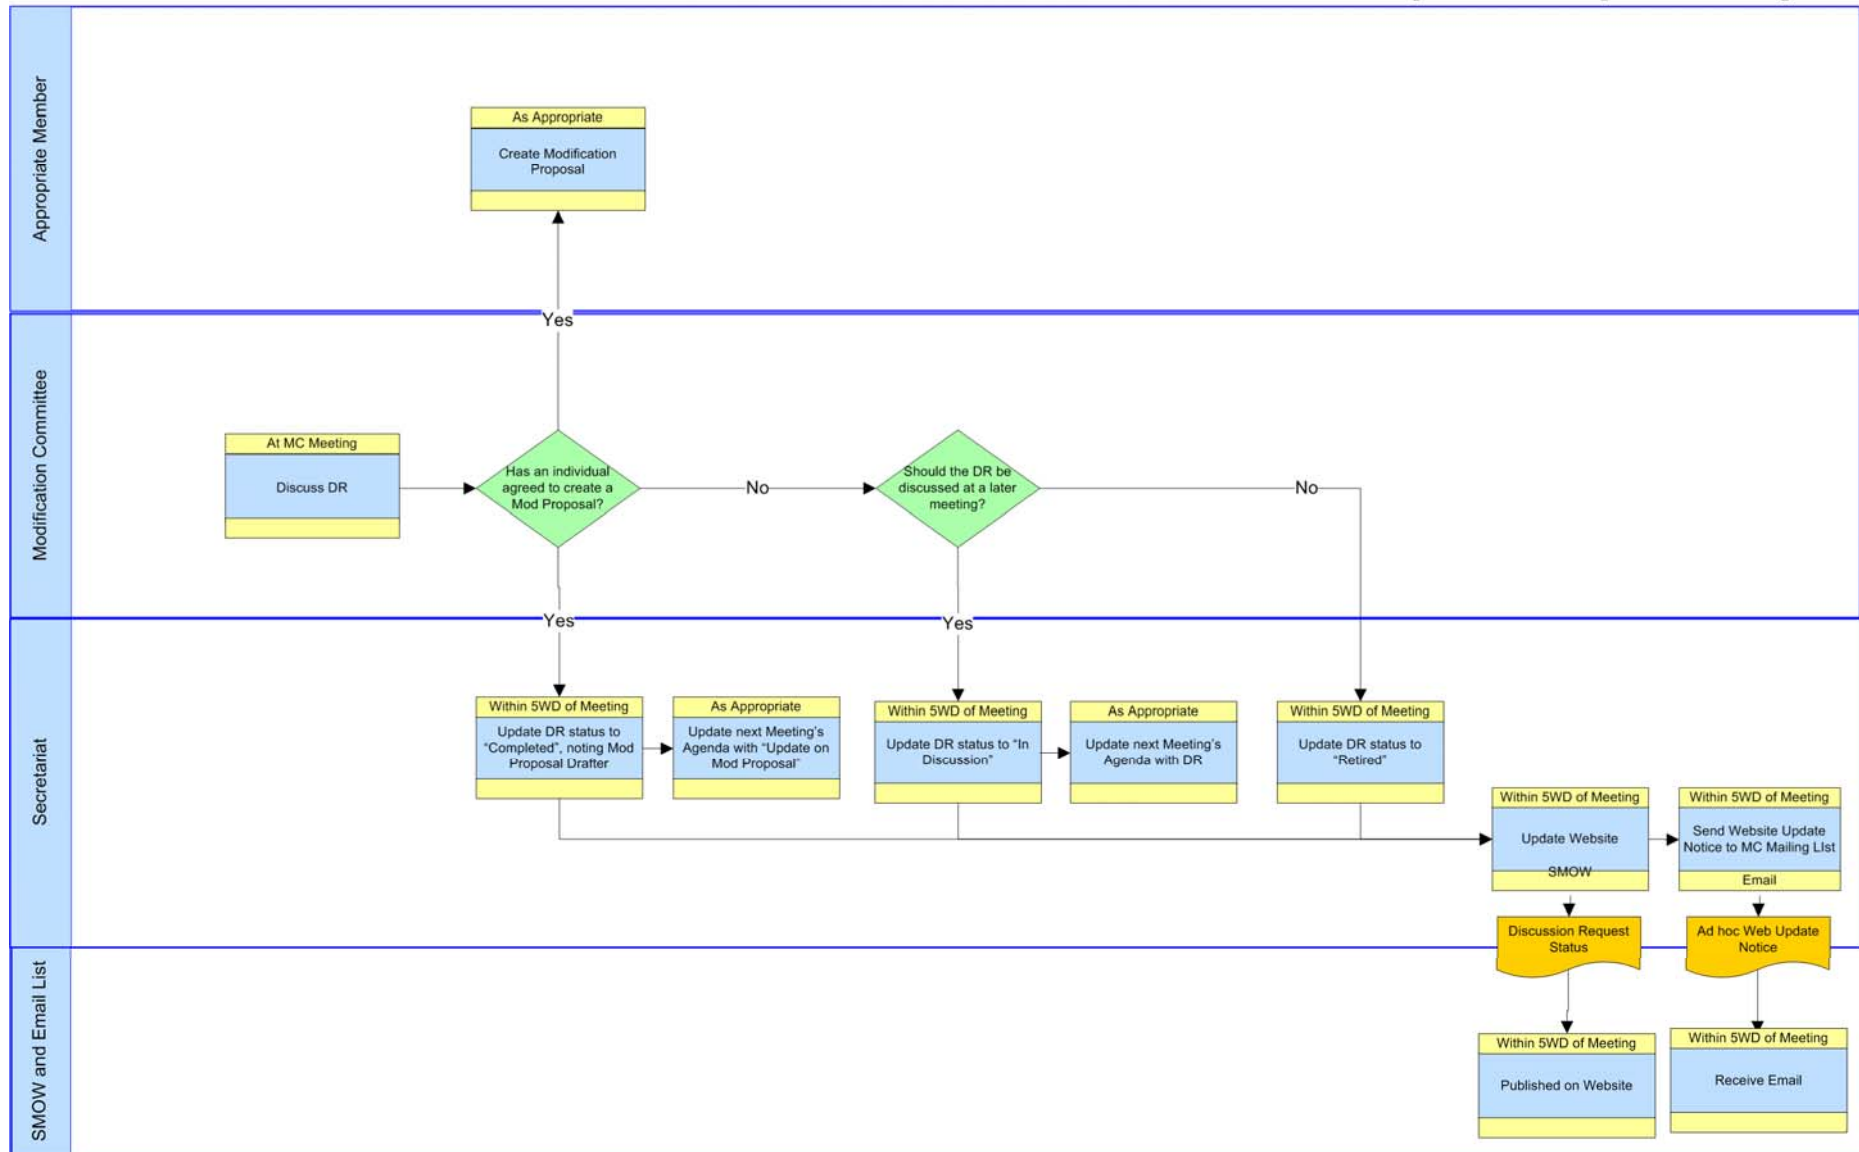 Appropriate Member
As Appropriate
Create Modification
Proposal
Yes
Modification Committee
At MC Meeting
Discuss DR
Has an individual
agreed to create a
Mod Proposal?
No
Should the DR be
discussed at a later
meeting?
No
Yes
Yes
Secretariat
Within 5WD of Meeting
Update DR status to
“Completed”, noting Mod
Proposal Drafter
As Appropriate
Update next Meeting’s
Agenda with “Update on
Mod Proposal”
Within 5WD of Meeting
Update DR status to “In
Discussion”
As Appropriate
Update next Meeting’s
Agenda with DR
Within 5WD of Meeting
Update DR status to
“Retired”
Within 5WD of Meeting
Update Website
SMOW
Within 5WD of Meeting
Send Website Update
Notice to MC Mailing LIst
Email
Discussion Request
Status
Ad hoc Web Update
Notice
SMOW and Email List
Within 5WD of Meeting
Published on Website
Within 5WD of Meeting
Receive Email